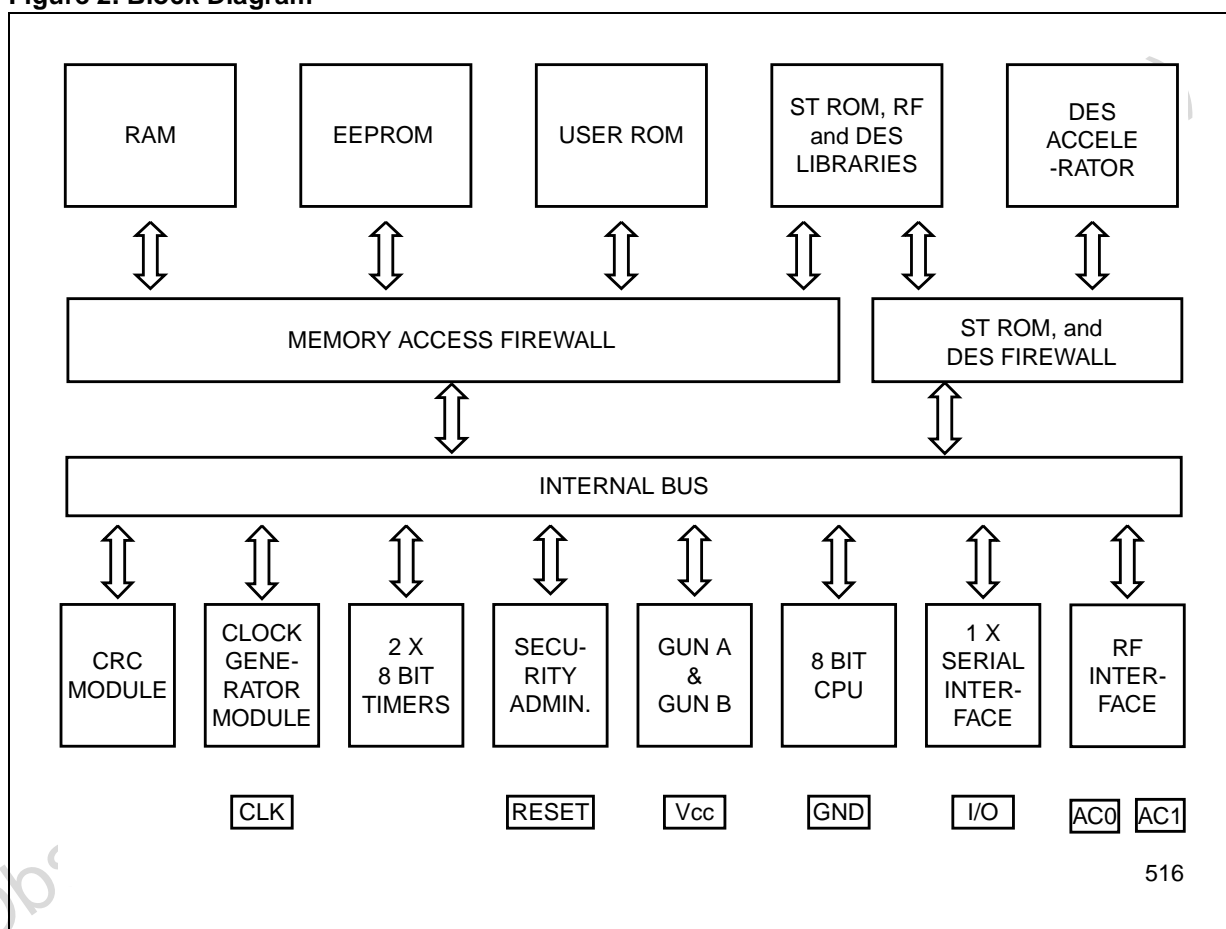 Figure 2. Block Diagram
RAM
EEPROM
USER ROM
ST ROM, RF
and DES
LIBRARIES
DES
ACCELE
-RATOR
MEMORY ACCESS FIREWALL
ST ROM, and
DES FIREWALL
INTERNAL BUS
CRC
MODULE
CLOCK
GENE-
RATOR
MODULE
2 X
8 BIT
TIMERS
SECU-
RITY
ADMIN.
GUN A
&
GUN B
8 BIT
CPU
1 X
SERIAL
INTER-
FACE
RF
INTER-
FACE
CLK
RESET
Vcc
GND
I/O
AC0
AC1
516